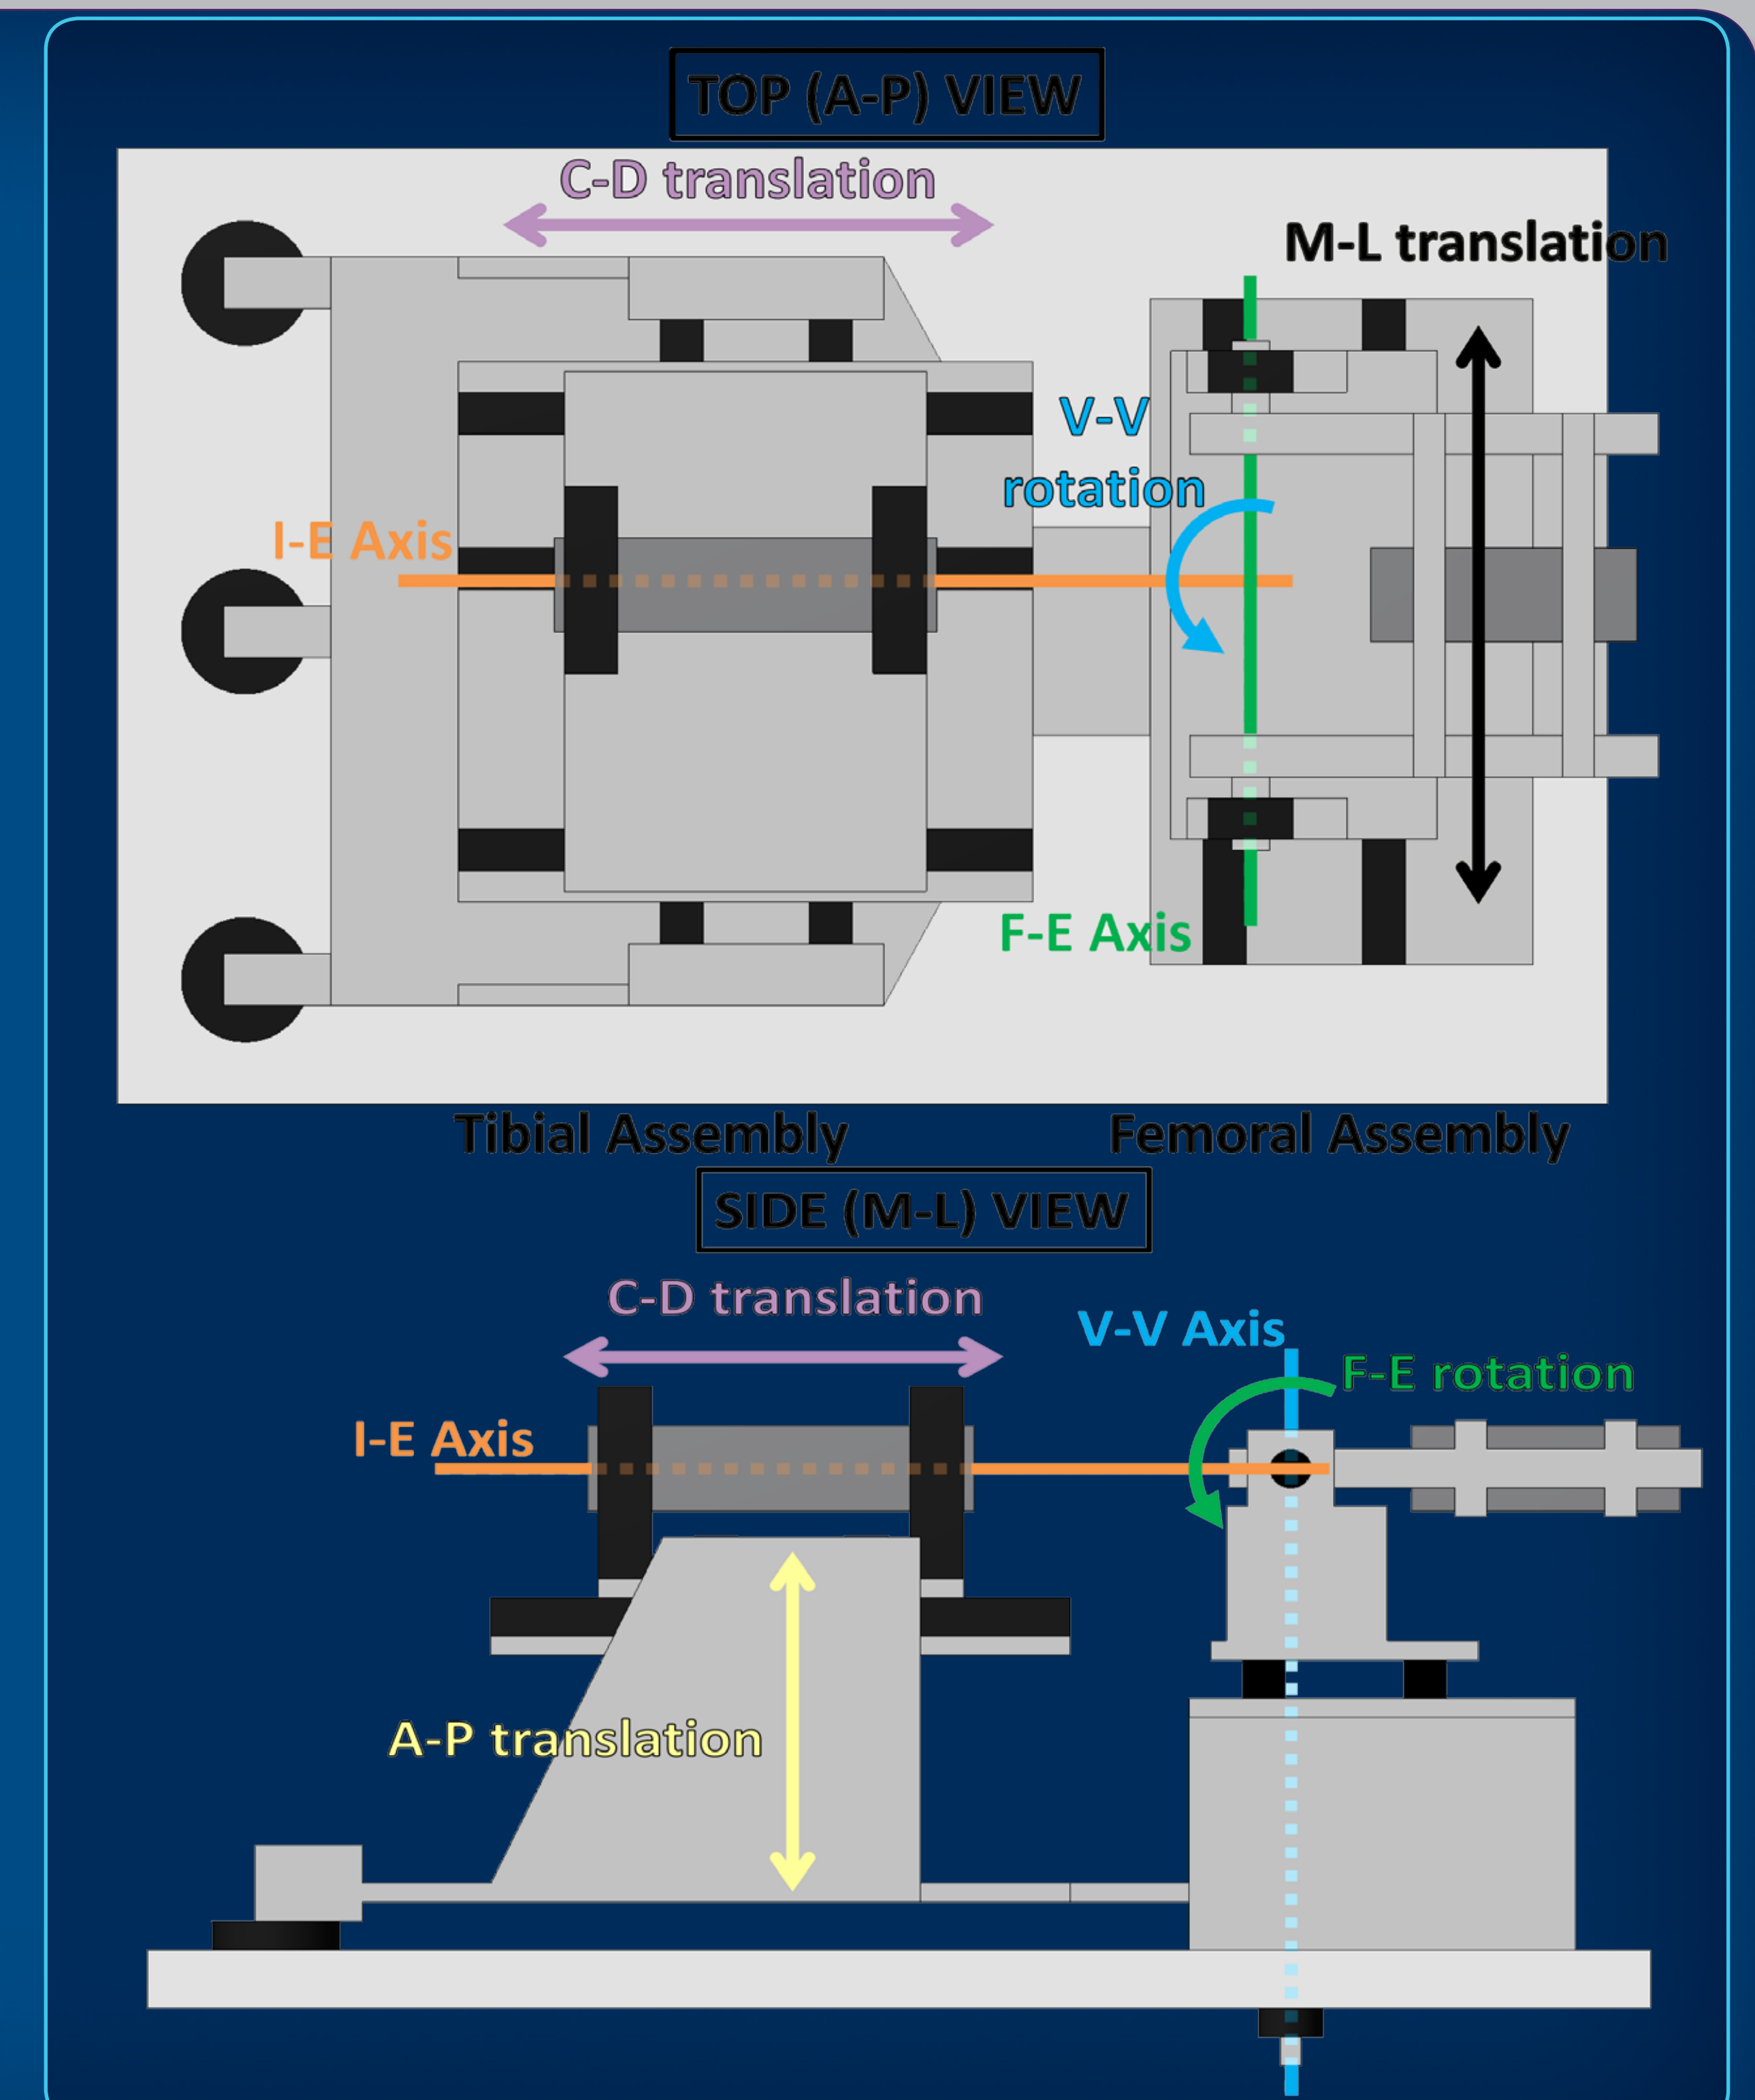 TOP (A-P) VIEW
C-D translation
M-L translation
V-V
rotation
I-E Axis
F-E Axis
Tibial Assembly
Femoral Assembly
SIDE (M-L) VIEW
C-D translation
V-V Axis
F-E rotation
I-E Axis
A-P translation